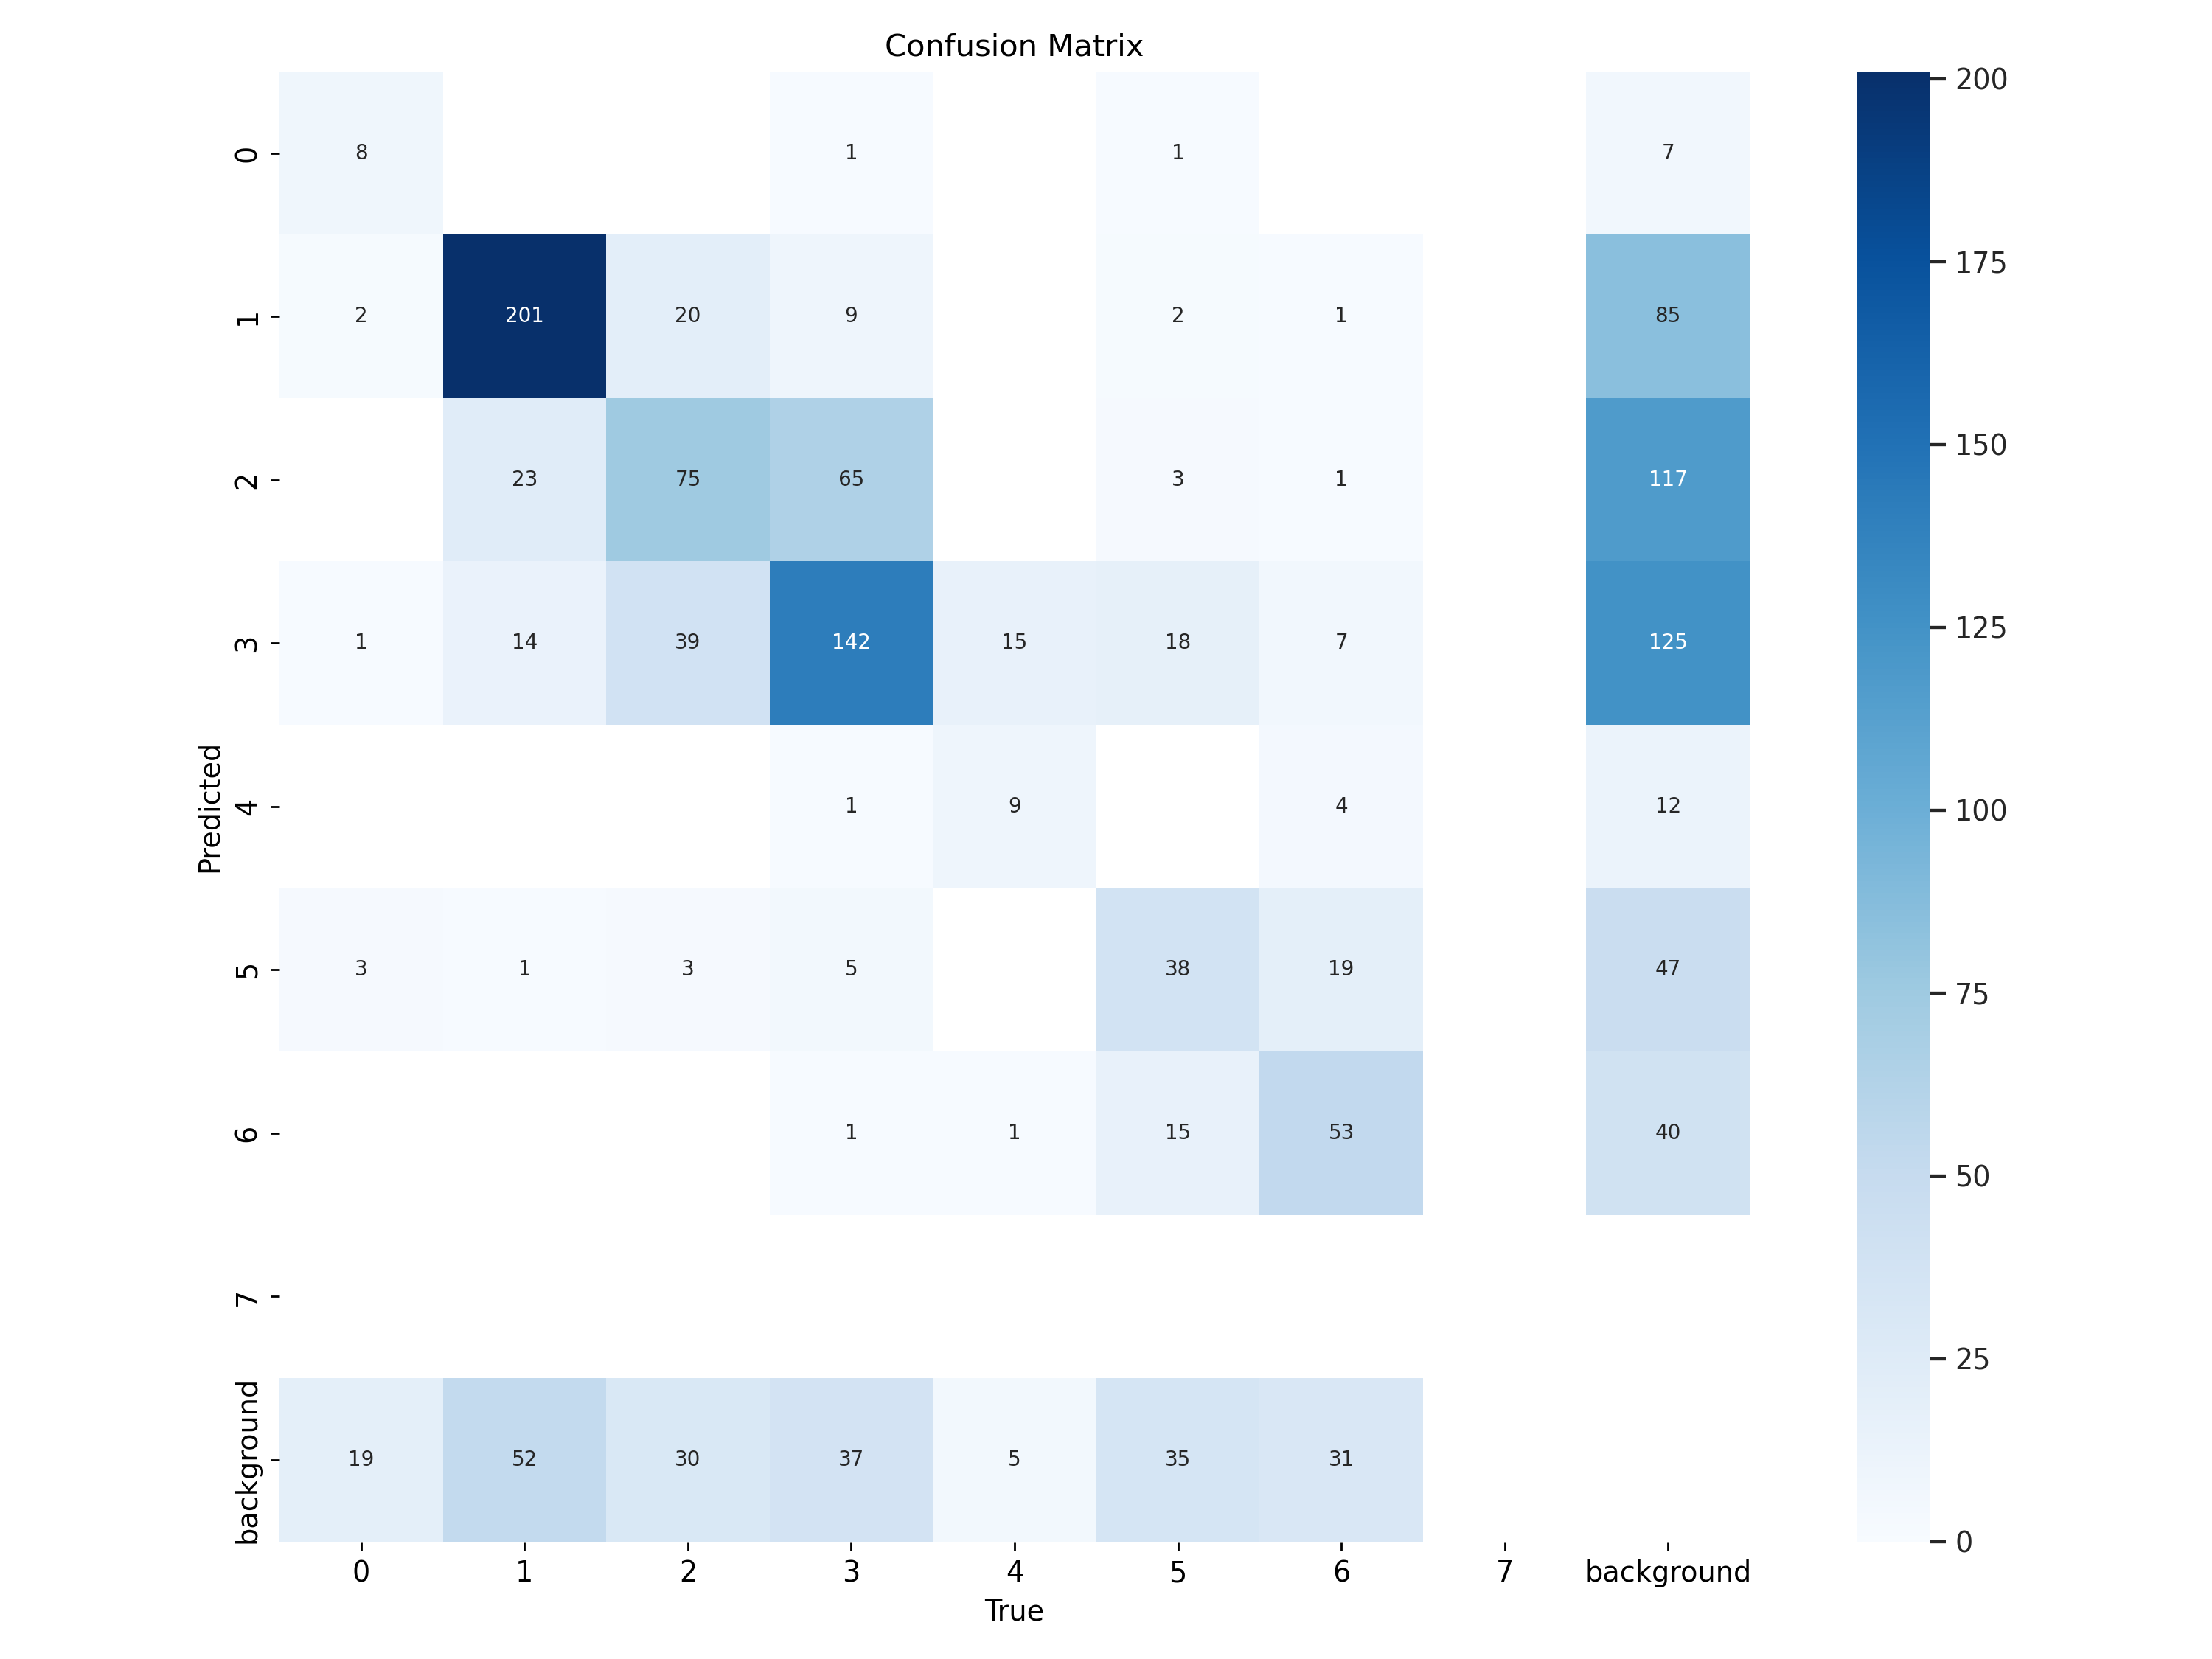 Confusion Matrix
0 8 1 1 7
1 2 201 20 9 2 1 85
2 23 75 65 3 1 117
3 1 14 39 142 15 18 7 125
4 1 9 4 12
5 3 1 3 5 38 19 47
6 1 1 15 53 40
7
background 19 52 30 37 5 35 31
Predicted
0 1 2 3 4 5 6 7 background
True
200
175
150
125
100
75
50
25
0